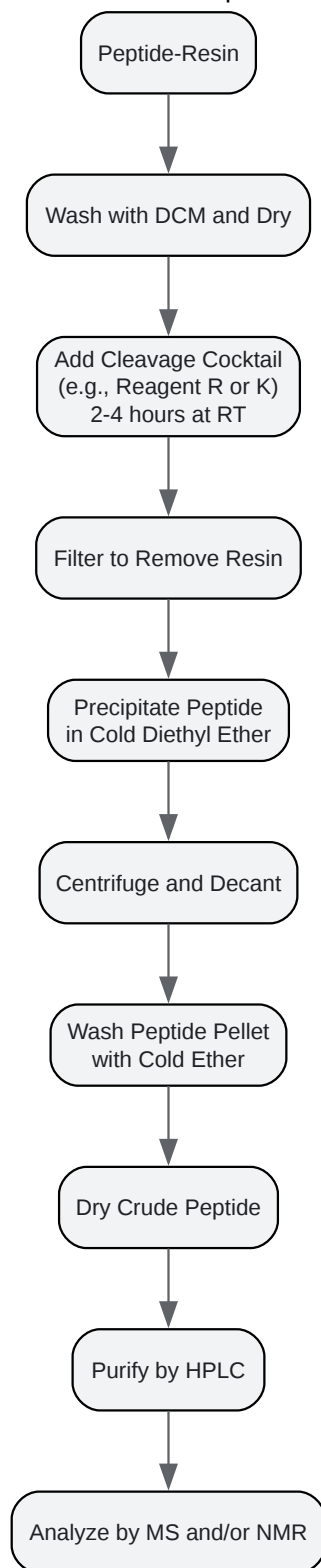 Peptide-Resin
Wash with DCM and Dry
Add Cleavage Cocktail
(e.g., Reagent R or K)
2-4 hours at RT
Filter to Remove Resin
Precipitate Peptide
in Cold Diethyl Ether
Centrifuge and Decant
Wash Peptide Pellet
with Cold Ether
Dry Crude Peptide
Purify by HPLC
Analyze by MS and/or NMR